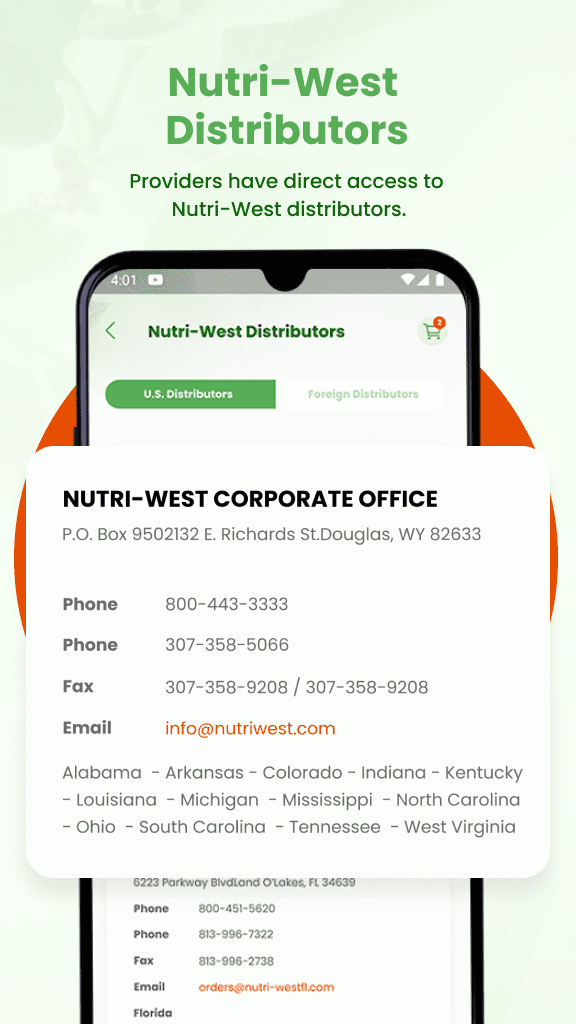 Nutri-West
Distributors
Providers have direct access to
Nutri-West distributors.
4:01
Nutri-West Distributors
2
U.S. Distributors
Foreign Distributors
NUTRI-WEST CORPORATE OFFICE
P.O. Box 9502132 E. Richards St.Douglas, WY 82633
Phone 800-443-3333
Phone 307-358-5066
Fax 307-358-9208 / 307-358-9208
Email info@nutriwest.com
Alabama - Arkansas - Colorado - Indiana - Kentucky
- Louisiana - Michigan - Mississippi - North Carolina
- Ohio - South Carolina - Tennessee - West Virginia
6223 Parkway BlvdLand O'Lakes, FL 34639
Phone 800-451-5620
Phone 813-996-7322
Fax 813-996-2738
Email orders@nutri-westfl.com
Florida